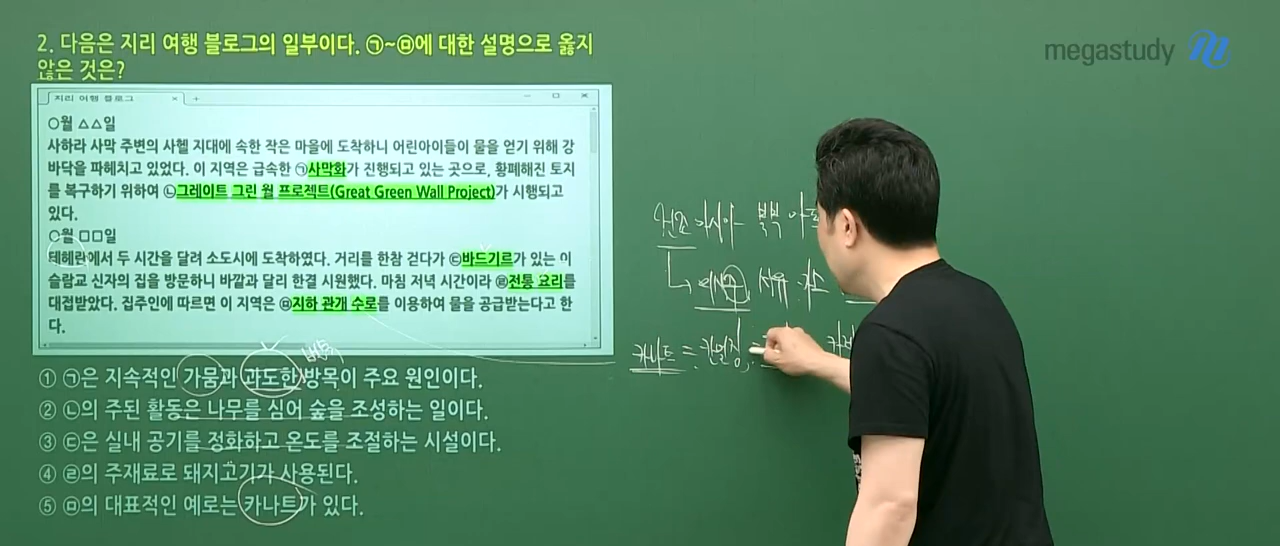 2. 다음은 지리 여행 블로그의 일부이다. ㉠~㉤에 대한 설명으로 옳지
않은 것은?
megastudy
지리 여행 블로그
○월 △△일
사하라 사막 주변의 사헬 지대에 속한 작은 마을에 도착하니 어린아이들이 물을 얻기 위해 강
바닥을 파헤치고 있었다. 이 지역은 급속한 ㉠사막화가 진행되고 있는 곳으로, 황폐해진 토지
를 복구하기 위하여 ㉡그레이트 그린 월 프로젝트(Great Green Wall Project)가 시행되고
있다.
○월 □□일
테헤란에서 두 시간을 달려 소도시에 도착하였다. 거리를 한참 걷다가 ㉢바드기르가 있는 이
슬람교 신자의 집을 방문하니 바깥과 달리 한결 시원했다. 마침 저녁 시간이라 ㉣전통 요리를
대접받았다. 집주인에 따르면 이 지역은 ㉤지하 관개 수로를 이용하여 물을 공급받는다고 한
다.
① ㉠은 지속적인 가뭄과 과도한 방목이 주요 원인이다.
② ㉡의 주된 활동은 나무를 심어 숲을 조성하는 일이다.
③ ㉢은 실내 공기를 정화하고 온도를 조절하는 시설이다.
④ ㉣의 주재료로 돼지고기가 사용된다.
⑤ ㉤의 대표적인 예로는 카나트가 있다.
건조 아시아 북부 아프
카나트 =